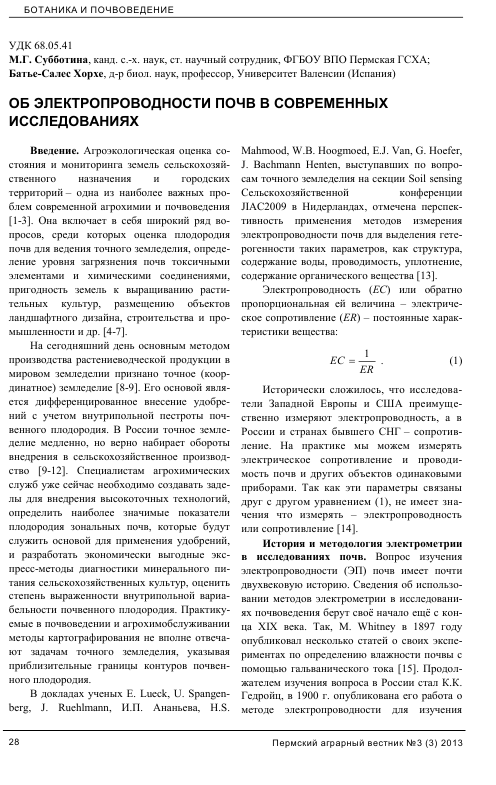 БОТАНИКА И ПОЧВОВЕДЕНИЕ
УДК 68.05.41
М.Г. Субботина, канд. с.-х. наук, ст. научный сотрудник, ФГБОУ ВПО Пермская ГСХА;
Батье-Салес Хорхе, д-р биол. наук, профессор, Университет Валенсии (Испания)
ОБ ЭЛЕКТРОПРОВОДНОСТИ ПОЧВ В СОВРЕМЕННЫХ
ИССЛЕДОВАНИЯХ
Введение. Агроэкологическая оценка со-
стояния и мониторинга земель сельскохозяй-
ственного назначения и городских
территорий – одна из наиболее важных про-
блем современной агрохимии и почвоведения
[1-3]. Она включает в себя широкий ряд во-
просов, среди которых оценка плодородия
почв для ведения точного земледелия, опреде-
ление уровня загрязнения почв токсичными
элементами и химическими соединениями,
пригодность земель к выращиванию расти-
тельных культур, размещению объектов
ландшафтного дизайна, строительства и про-
мышленности и др. [4-7].
На сегодняшний день основным методом
производства растениеводческой продукции в
мировом земледелии признано точное (коор-
динатное) земледелие [8-9]. Его основой явля-
ется дифференцированное внесение удобре-
ний с учетом внутрипольной пестроты поч-
венного плодородия. В России точное земле-
делие медленно, но верно набирает обороты
внедрения в сельскохозяйственное производ-
ство [9-12]. Специалистам агрохимических
служб уже сейчас необходимо создавать заде-
лы для внедрения высокоточных технологий,
определить наиболее значимые показатели
плодородия зональных почв, которые будут
служить основой для применения удобрений,
и разработать экономически выгодные экс-
пресс-методы диагностики минерального пи-
тания сельскохозяйственных культур, оценить
степень выраженности внутрипольной вариа-
бельности почвенного плодородия. Практику-
емые в почвоведении и агрохимобслуживании
методы картографирования не вполне отвеча-
ют задачам точного земледелия, указывая
приблизительные границы контуров почвен-
ного плодородия.
В докладах ученых E. Lueck, U. Spangen-
berg, J. Ruehlmann, И.П. Ананьева, H.S.
Mahmood, W.B. Hoogmoed, E.J. Van, G. Hoefer,
J. Bachmann Henten, выступавших по вопро-
сам точного земледелия на секции Soil sensing
Сельскохозяйственной конференции
JIAC2009 в Нидерландах, отмечена перспек-
тивность применения методов измерения
электропроводности почв для выделения гете-
рогенности таких параметров, как структура,
содержание воды, проводимость, уплотнение,
содержание органического вещества [13].
Электропроводность (EC) или обратно
пропорциональная ей величина – электриче-
ское сопротивление (ER) – постоянные харак-
теристики вещества:
EC = 1/ER . (1)
Исторически сложилось, что исследова-
тели Западной Европы и США преимуще-
ственно измеряют электропроводность, а в
России и странах бывшего СНГ – сопротив-
ление. На практике мы можем измерять
электрическое сопротивление и проводи-
мость почв и других объектов одинаковыми
приборами. Так как эти параметры связаны
друг с другом уравнением (1), не имеет зна-
чения что измерять – электропроводность
или сопротивление [14].
История и методология электрометрии
в исследованиях почв. Вопрос изучения
электропроводности (ЭП) почв имеет почти
двухвековую историю. Сведения об использо-
вании методов электрометрии в исследовани-
ях почвоведения берут своё начало ещё с кон-
ца XIX века. Так, M. Whitney в 1897 году
опубликовал несколько статей о своих экспе-
риментах по определению влажности почвы с
помощью гальванического тока [15]. Продол-
жателем изучения вопроса в России стал К.К.
Гедройц, в 1900 г. опубликована его работа о
методе электропроводности для изучения
28
Пермский аграрный вестник №3 (3) 2013